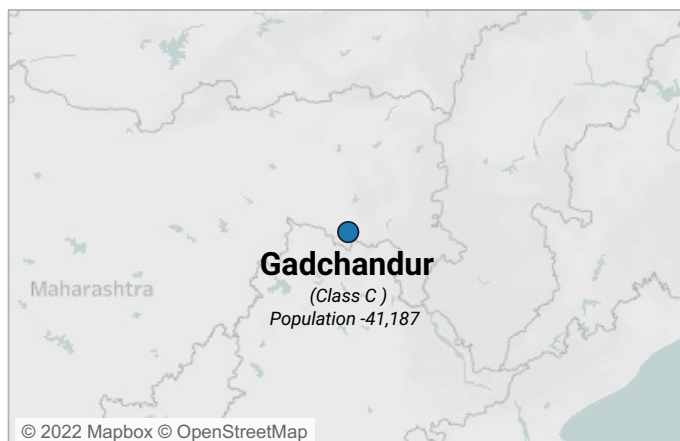 Gadchandur
(Class C )
Population -41,187
Maharashtra
© 2022 Mapbox © OpenStreetMap